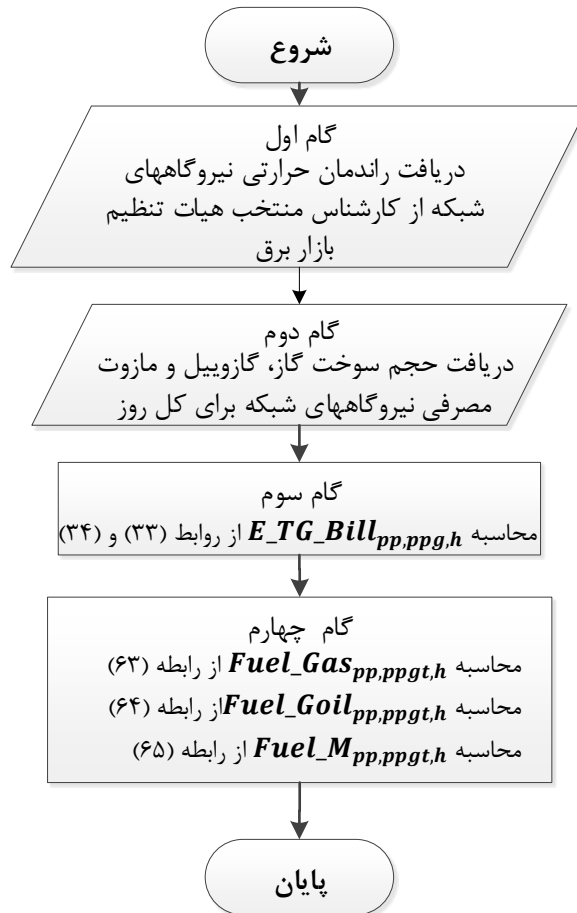 شروع
گام اول
دریافت راندمان حرارتی نیروگاههای
شبکه از کارشناس منتخب هیات تنظیم
بازار برق
گام دوم
دریافت حجم سوخت گاز، گازوییل و مازوت
مصرفی نیروگاههای شبکه برای کل روز
گام سوم
محاسبه E_TG_Bill_{pp,ppg,h} از روابط (۳۳) و (۳۴)
گام چهارم
محاسبه Fuel_Gas_{pp,ppgt,h} از رابطه (۶۳)
محاسبه Fuel_Goil_{pp,ppgt,h} از رابطه (۶۴)
محاسبه Fuel_M_{pp,ppgt,h} از رابطه (۶۵)
پایان